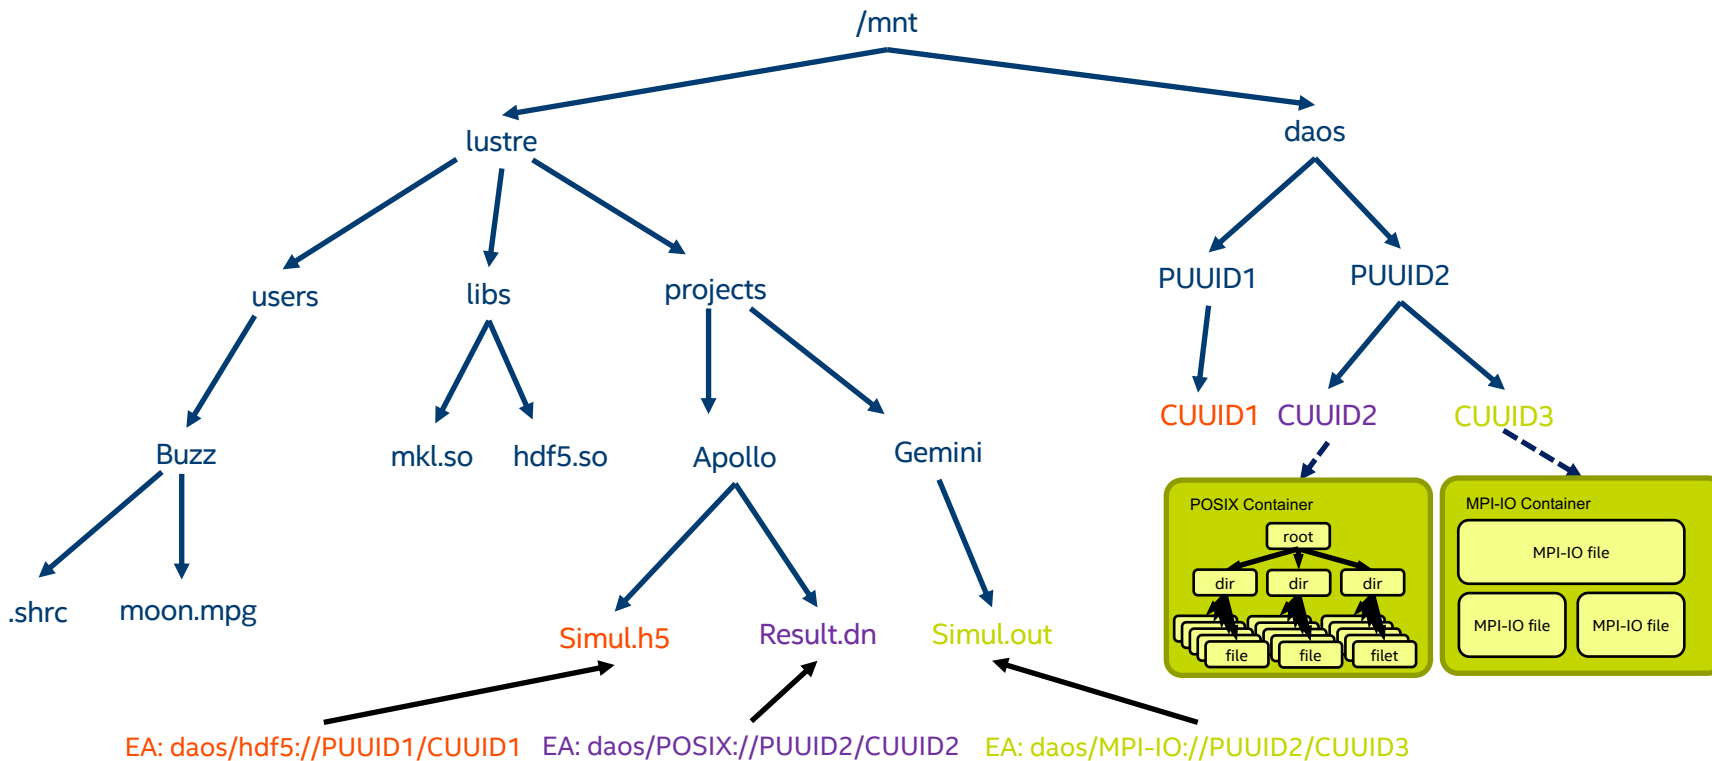 /mnt
lustre
daos
users
libs
projects
PUUID1
PUUID2
Buzz
mkl.so
hdf5.so
Apollo
Gemini
CUUID1
CUUID2
CUUID3
.shrc
moon.mpg
Simul.h5
Result.dn
Simul.out
POSIX Container
root
dir
dir
dir
file
file
filet
MPI-IO Container
MPI-IO file
MPI-IO file
MPI-IO file
EA: daos/hdf5://PUUID1/CUUID1
EA: daos/POSIX://PUUID2/CUUID2
EA: daos/MPI-IO://PUUID2/CUUID3